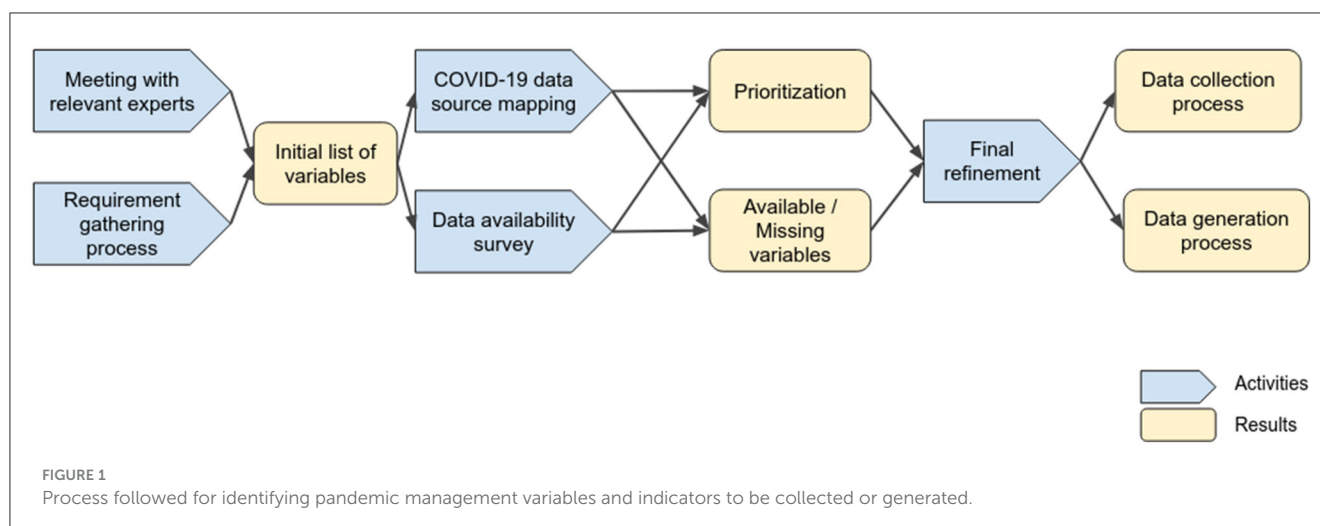 Meeting with
relevant experts
Requirement
gathering
process
Initial list of
variables
COVID-19 data
source mapping
Data availability
survey
Prioritization
Available /
Missing
variables
Final
refinement
Data collection
process
Data generation
process
Activities
Results
FIGURE 1
Process followed for identifying pandemic management variables and indicators to be collected or generated.